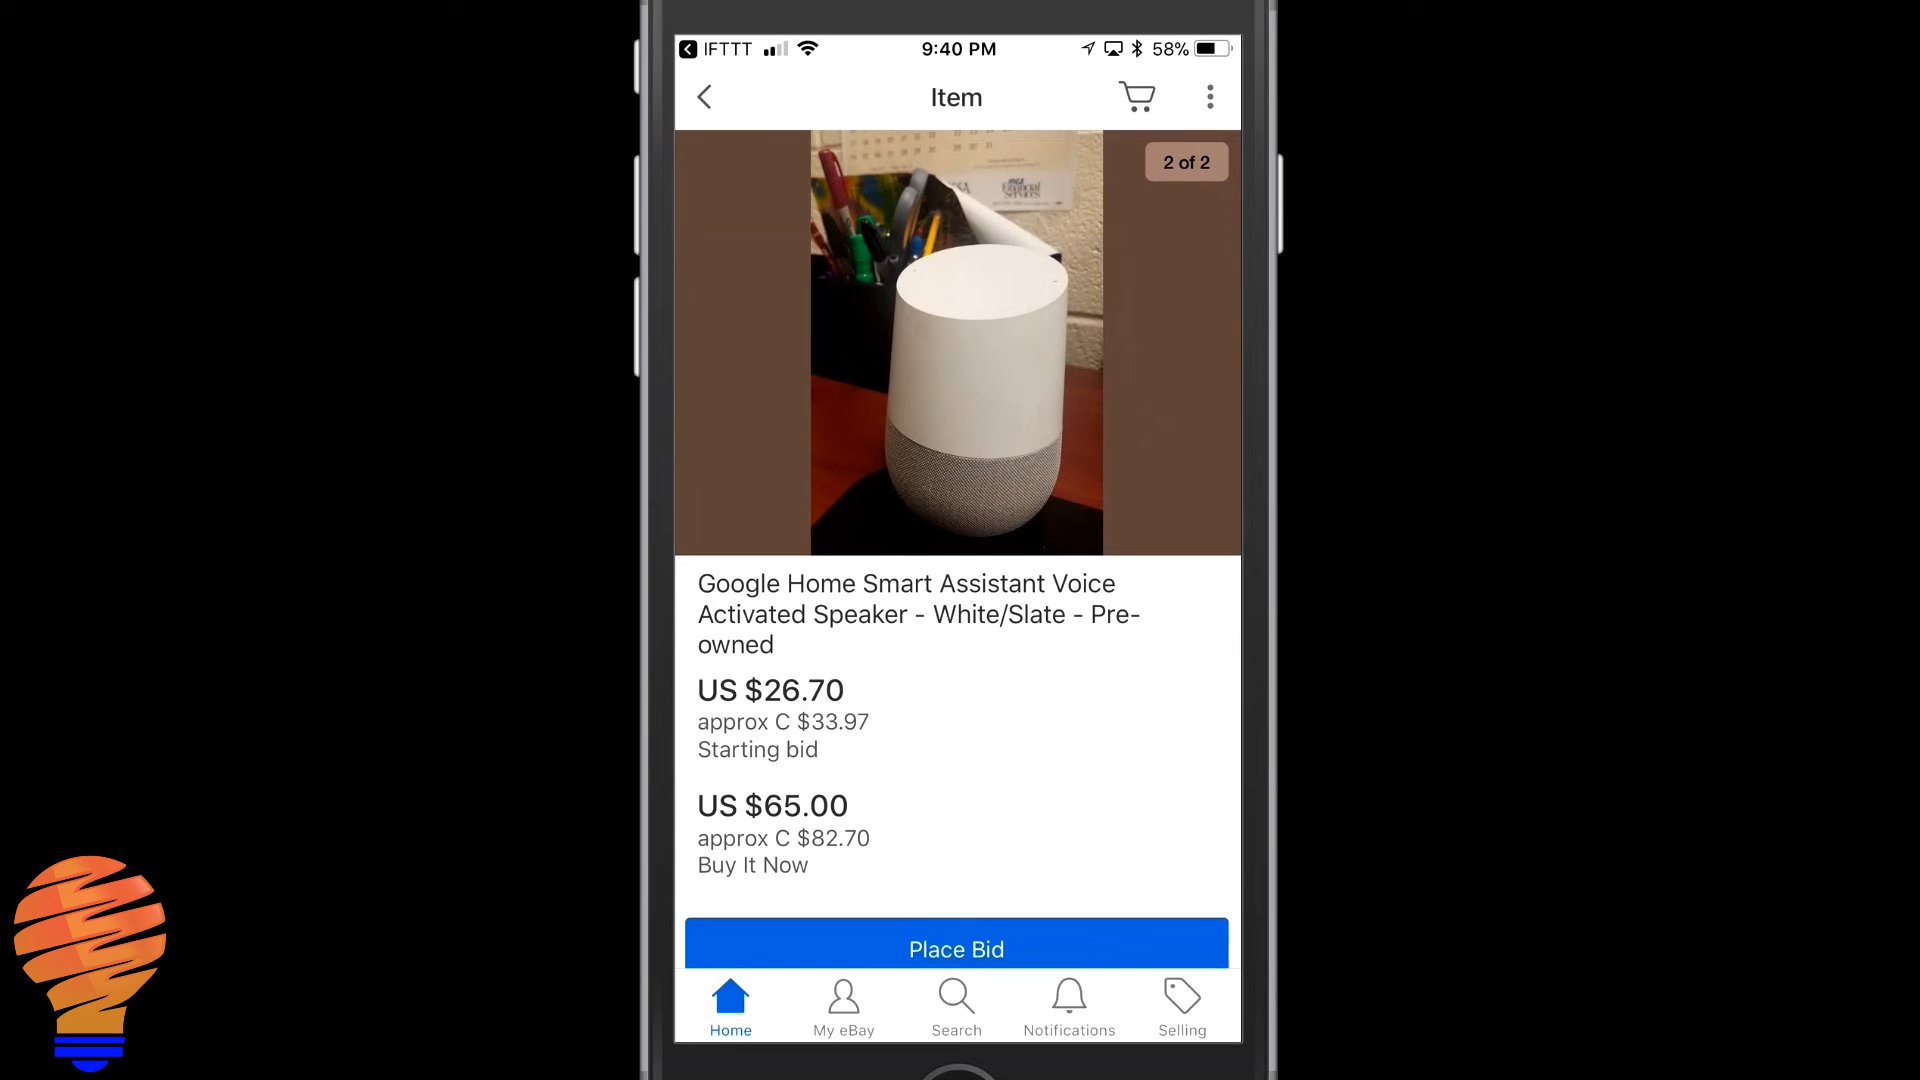 IFTTT
9:40 PM
58%
Item
2 of 2
Financial
Services
Google Home Smart Assistant Voice
Activated Speaker - White/Slate - Pre-
owned
US $26.70
approx C $33.97
Starting bid
US $65.00
approx C $82.70
Buy It Now
Place Bid
Home
My eBay
Search
Notifications
Selling